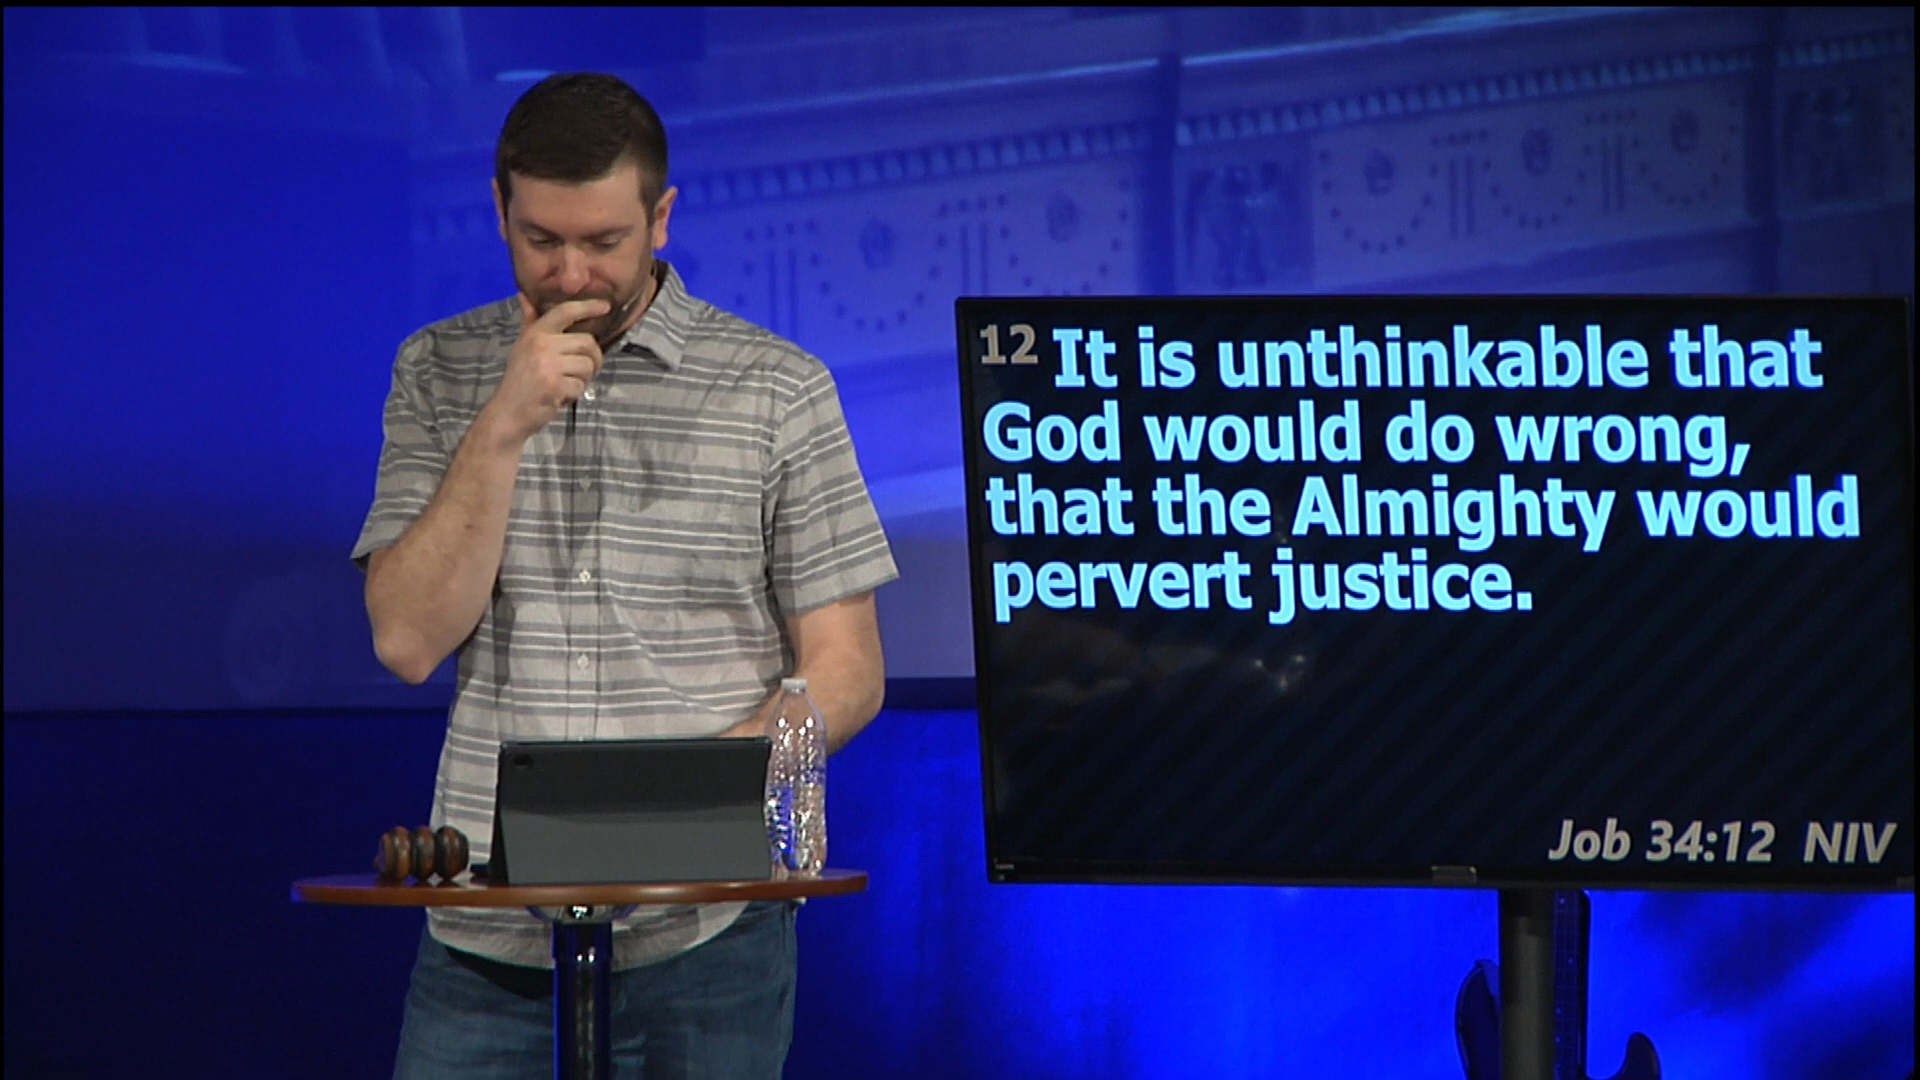 12 It is unthinkable that
God would do wrong,
that the Almighty would
pervert justice.
Job 34:12 NIV